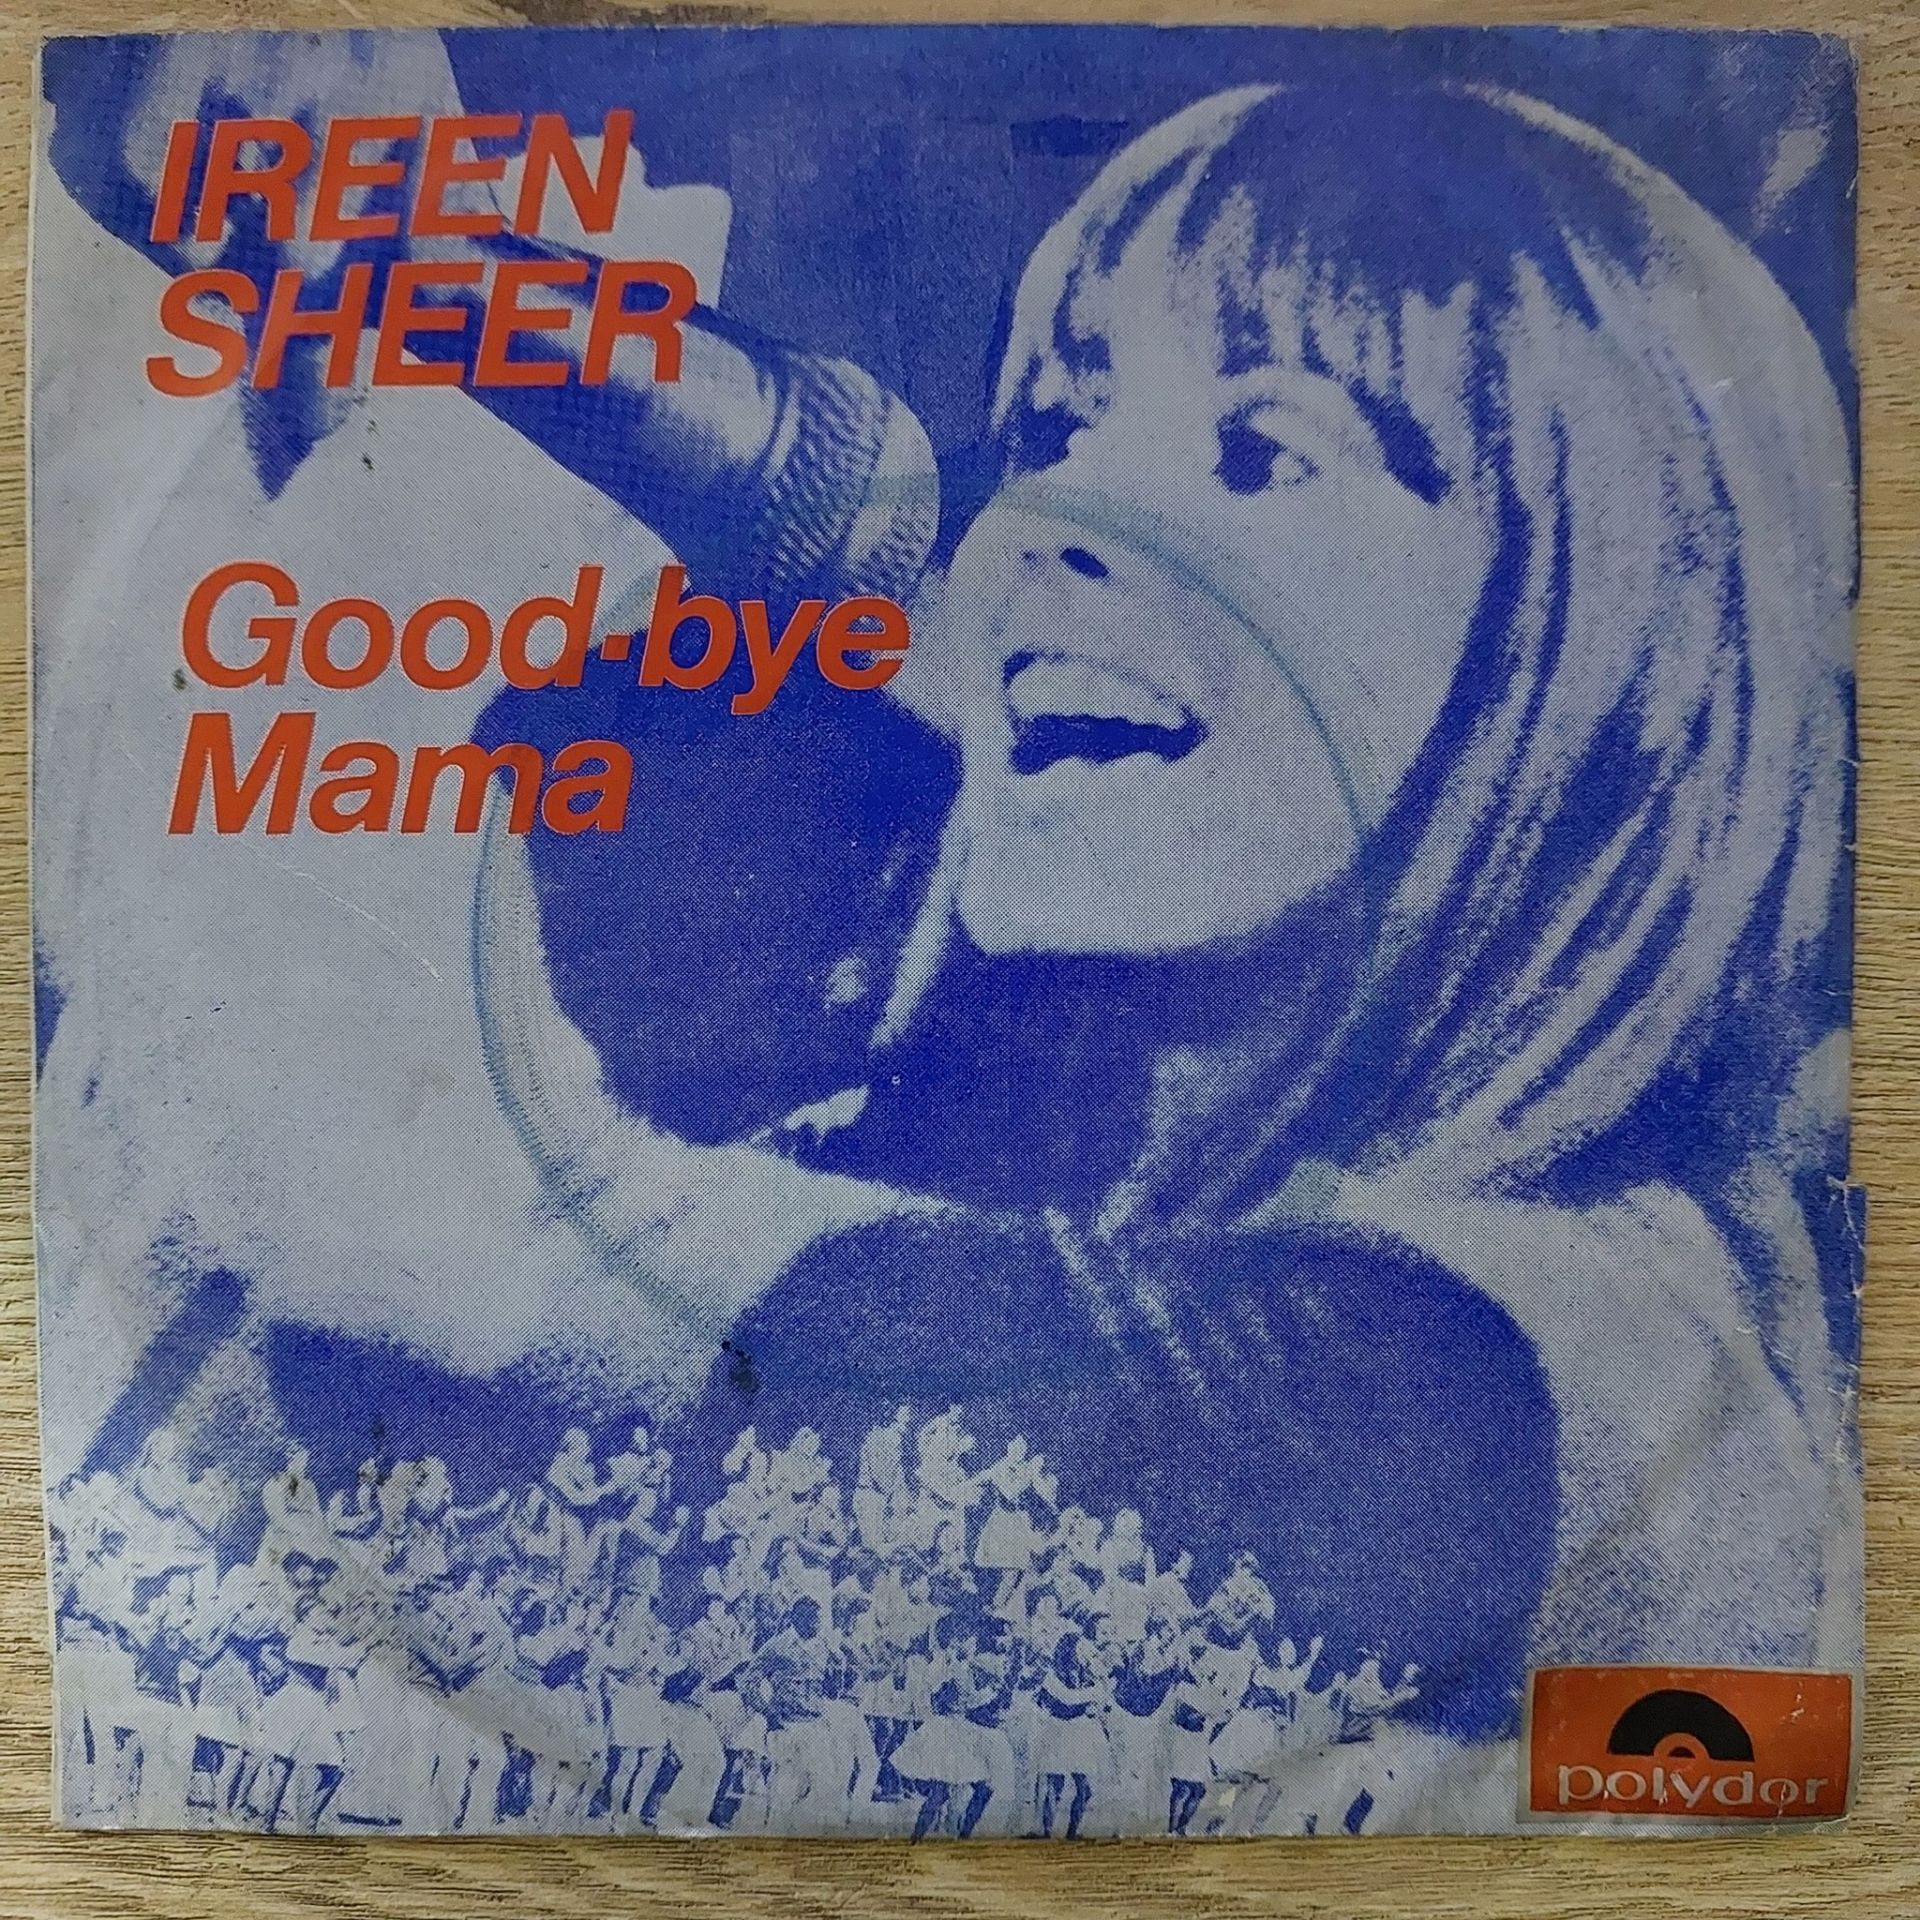 IREEN
SHEER
Good-bye
Mama
polydor